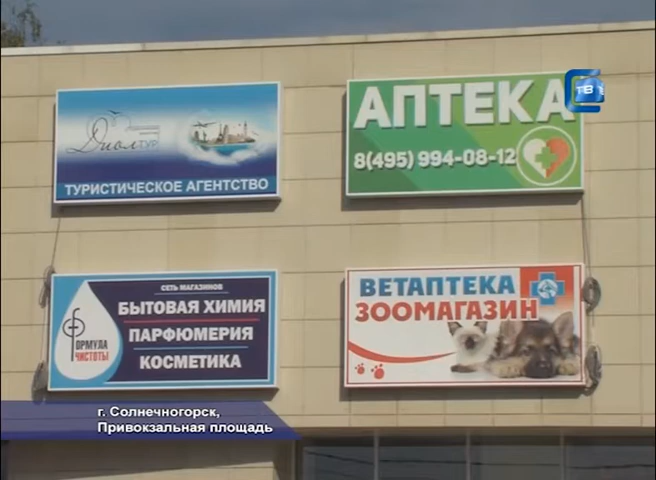 Диол
ТУР
ТУРИСТИЧЕСКОЕ АГЕНТСТВО
АПТЕКА
8(495) 994-08-12
ТВ
СЕТЬ МАГАЗИНОВ
БЫТОВАЯ ХИМИЯ
ПАРФЮМЕРИЯ
КОСМЕТИКА
ФОРМУЛА
ЧИСТОТЫ
ВЕТАПТЕКА
ЗООМАГАЗИН
г. Солнечногорск,
Привокзальная площадь